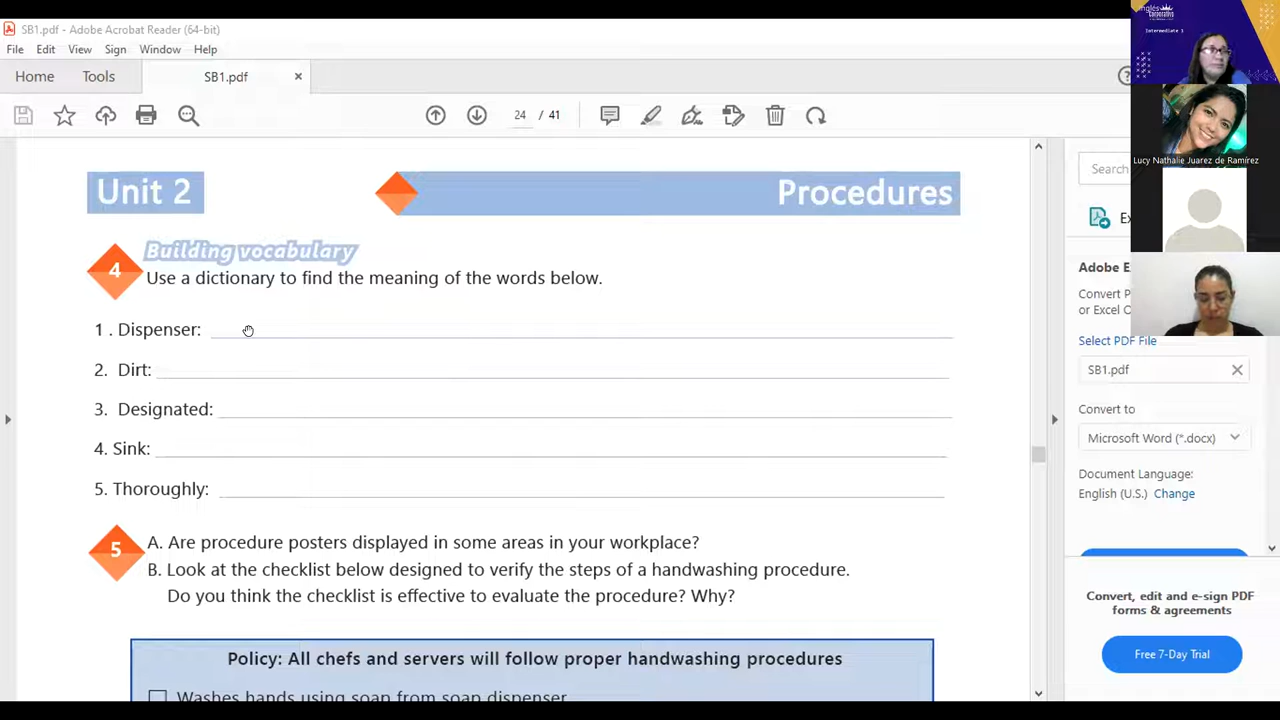 SB1.pdf - Adobe Acrobat Reader (64-bit)
File Edit View Sign Window Help
Home Tools SB1.pdf ×
24 / 41
Unit 2 Procedures
Building vocabulary
4 Use a dictionary to find the meaning of the words below.
1 . Dispenser:
2. Dirt:
3. Designated:
4. Sink:
5. Thoroughly:
5 A. Are procedure posters displayed in some areas in your workplace?
B. Look at the checklist below designed to verify the steps of a handwashing procedure.
Do you think the checklist is effective to evaluate the procedure? Why?
Policy: All chefs and servers will follow proper handwashing procedures
Washes hands using soap from soap dispenser
Search
Adobe E
Convert P
or Excel O
Select PDF File
SB1.pdf
Convert to
Microsoft Word (*.docx)
Document Language:
English (U.S.) Change
Convert, edit and e-sign PDF
forms & agreements
Free 7-Day Trial
Inglés
corporativo
Lucy Nathalie Juarez de Ramírez